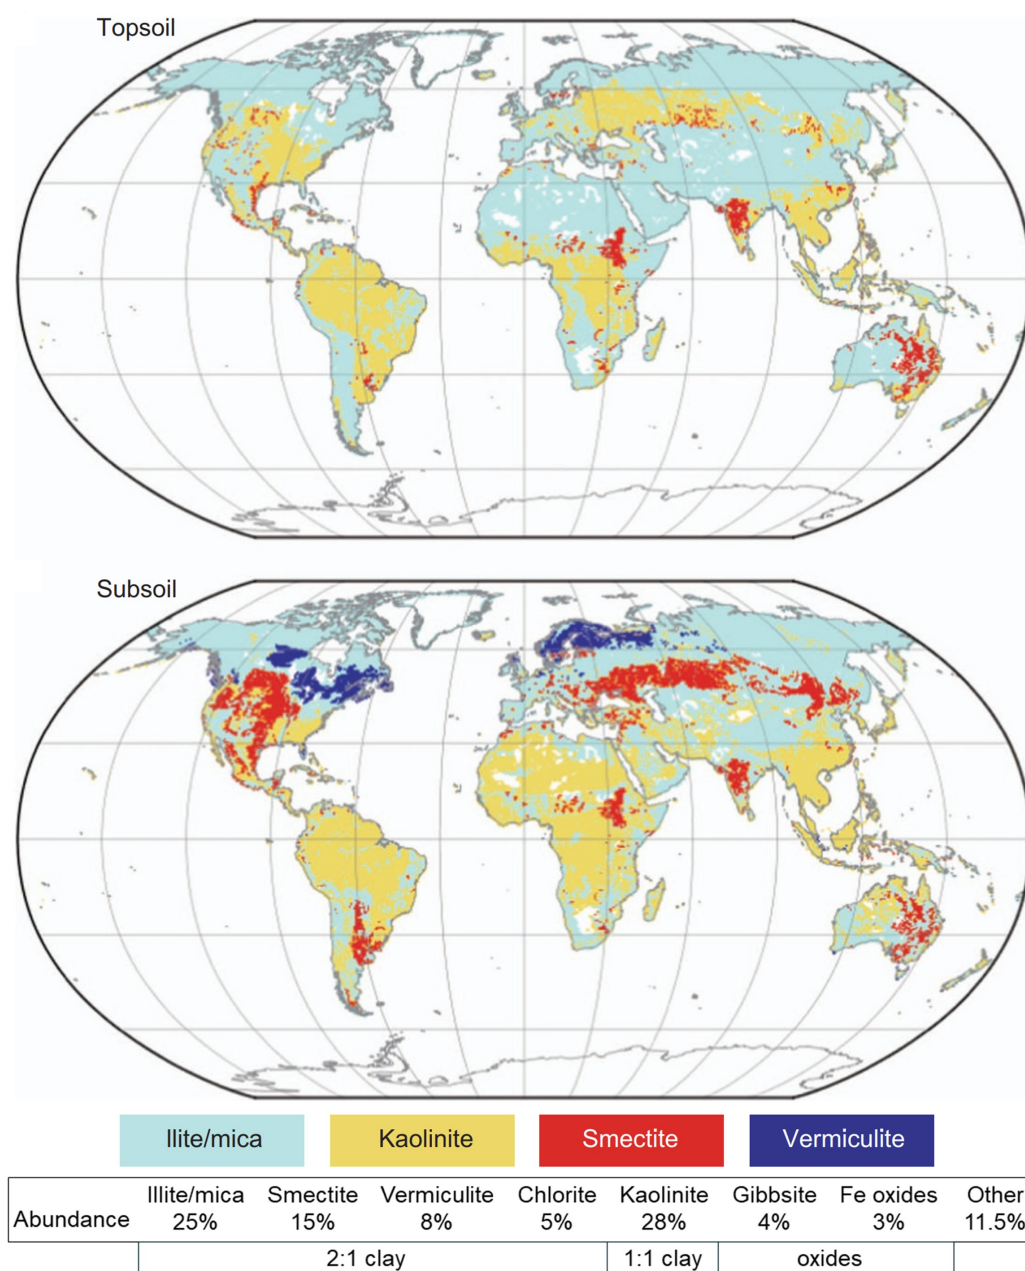 Topsoil
Subsoil
Ilite/mica Kaolinite Smectite Vermiculite
Illite/mica Smectite Vermiculite Chlorite Kaolinite Gibbsite Fe oxides Other
Abundance 25% 15% 8% 5% 28% 4% 3% 11.5%
2:1 clay 1:1 clay oxides